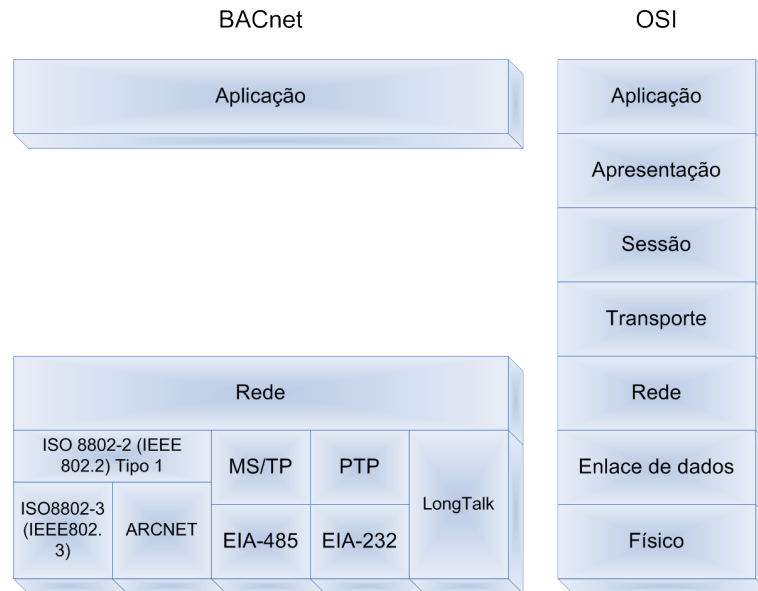 BACnet
OSI
Aplicação
Aplicação
Apresentação
Sessão
Transporte
Rede
Rede
ISO 8802-2 (IEEE
802.2) Tipo 1
MS/TP
PTP
LongTalk
Enlace de dados
ISO8802-3
(IEEE802.
3)
ARCNET
EIA-485
EIA-232
Físico